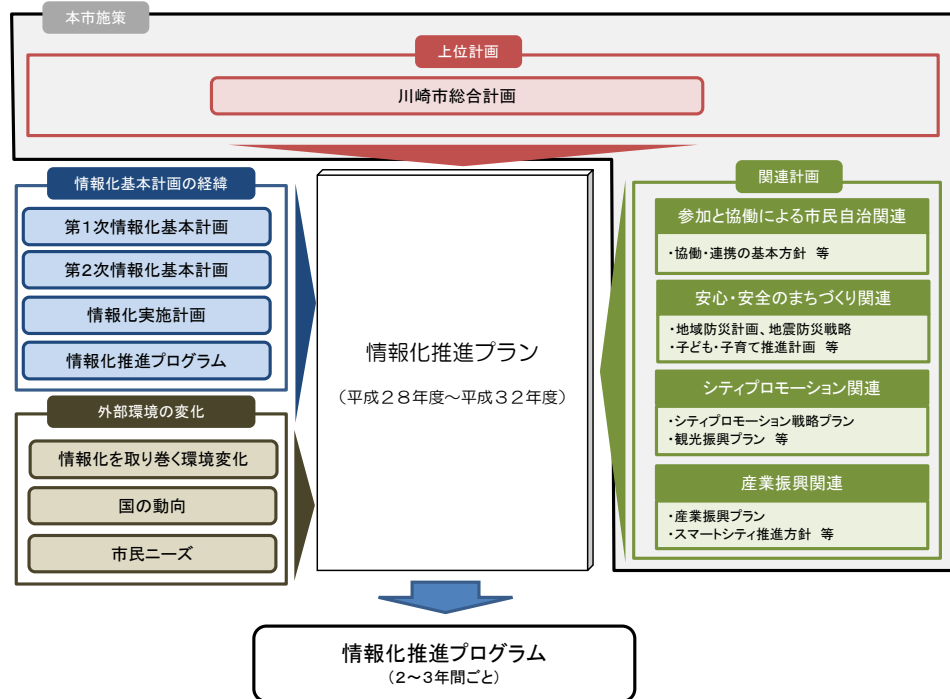 本市施策
上位計画
川崎市総合計画
情報化基本計画の経緯
第1次情報化基本計画
第2次情報化基本計画
情報化実施計画
情報化推進プログラム
外部環境の変化
情報化を取り巻く環境変化
国の動向
市民ニーズ
情報化推進プラン
（平成２８年度～平成３２年度）
関連計画
参加と協働による市民自治関連
・協働・連携の基本方針 等
安心・安全のまちづくり関連
・地域防災計画、地震防災戦略
・子ども・子育て推進計画 等
シティプロモーション関連
・シティプロモーション戦略プラン
・観光振興プラン 等
産業振興関連
・産業振興プラン
・スマートシティ推進方針 等
情報化推進プログラム
（2～3年間ごと）